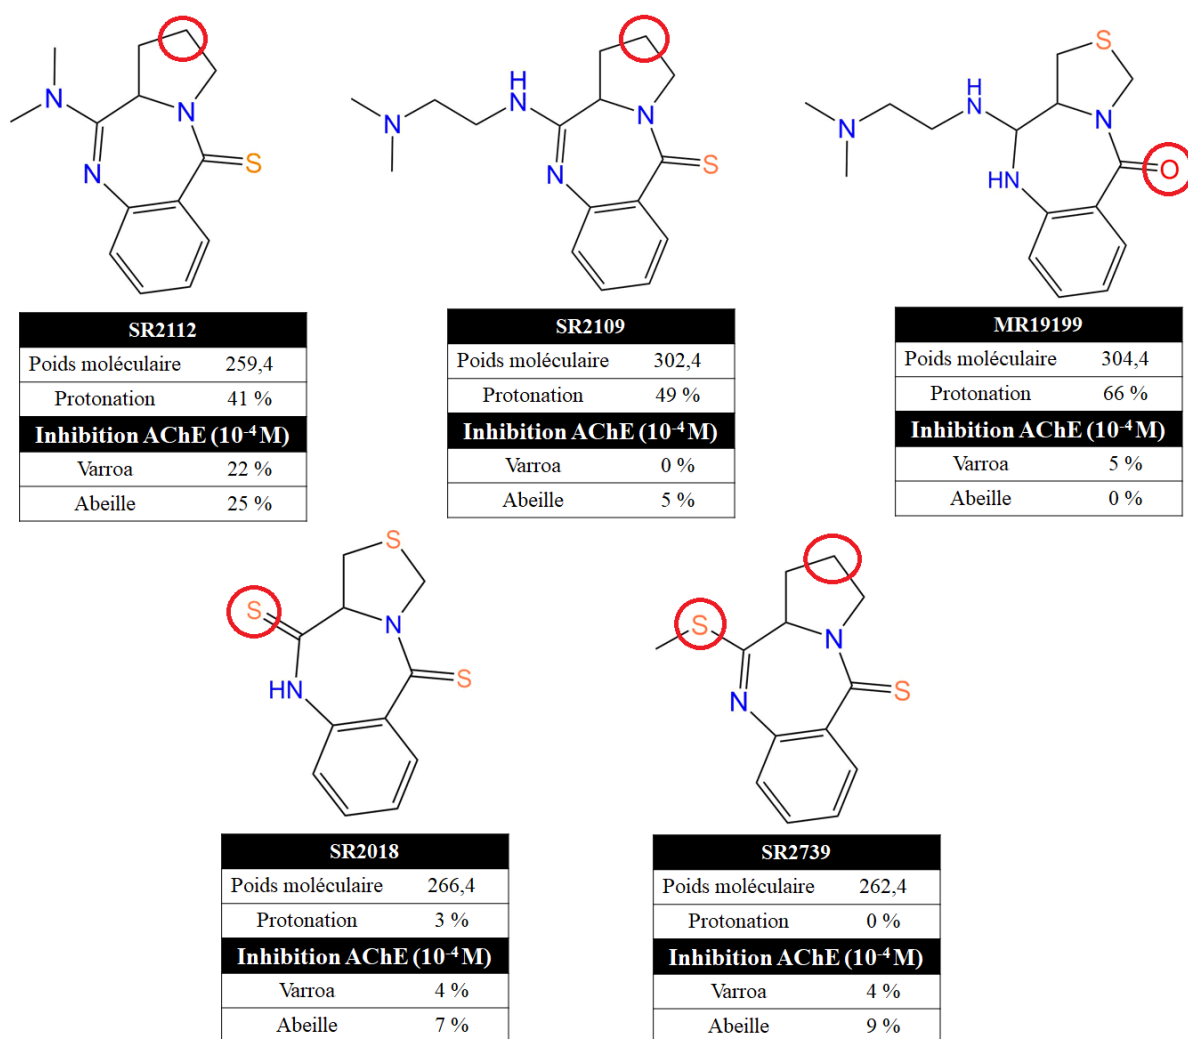 N
N
N
S
SR2112
Poids moléculaire 259,4
Protonation 41 %
Inhibition AChE (10⁻⁴ M)
Varroa 22 %
Abeille 25 %
H
N
N
N
N
S
SR2109
Poids moléculaire 302,4
Protonation 49 %
Inhibition AChE (10⁻⁴ M)
Varroa 0 %
Abeille 5 %
S
H
N
N
N
HN
O
MR19199
Poids moléculaire 304,4
Protonation 66 %
Inhibition AChE (10⁻⁴ M)
Varroa 5 %
Abeille 0 %
S
S
N
HN
S
SR2018
Poids moléculaire 266,4
Protonation 3 %
Inhibition AChE (10⁻⁴ M)
Varroa 4 %
Abeille 7 %
S
N
N
S
SR2739
Poids moléculaire 262,4
Protonation 0 %
Inhibition AChE (10⁻⁴ M)
Varroa 4 %
Abeille 9 %